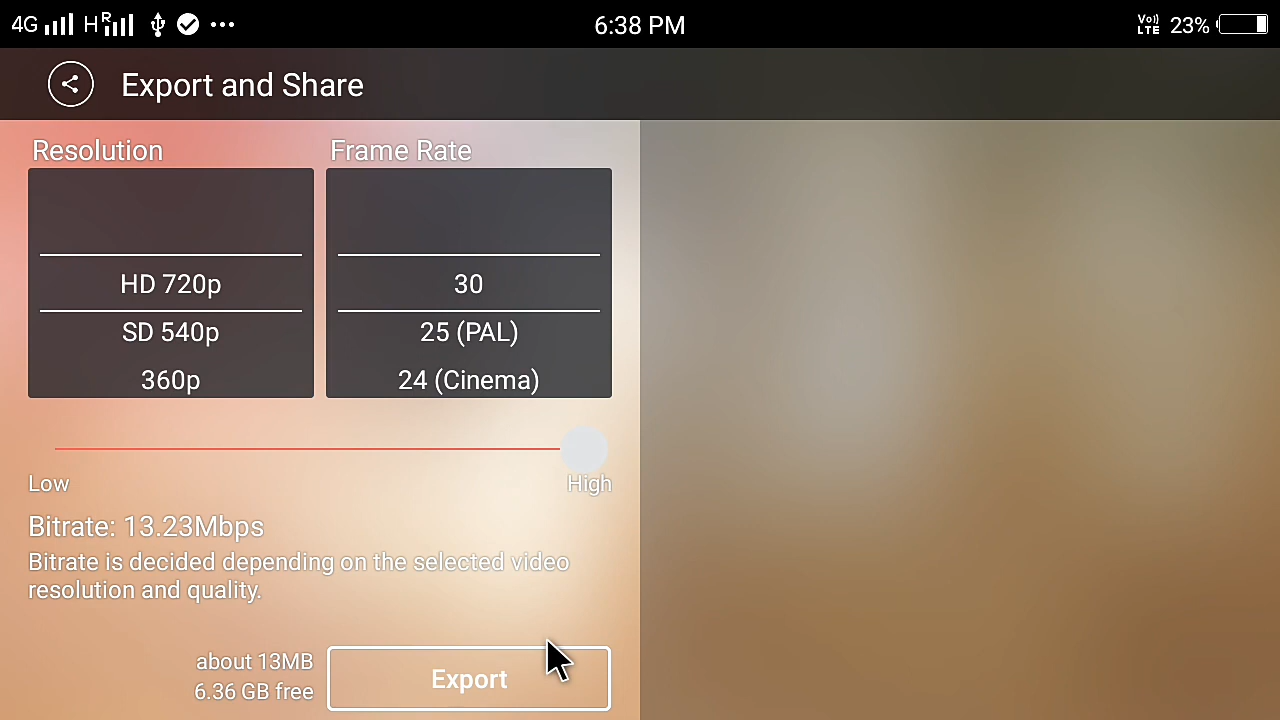 4G H R 6:38 PM Vo)) LTE 23%
Export and Share
Resolution Frame Rate
HD 720p 30
SD 540p 25 (PAL)
360p 24 (Cinema)
Low High
Bitrate: 13.23Mbps
Bitrate is decided depending on the selected video
resolution and quality.
about 13MB
6.36 GB free
Export